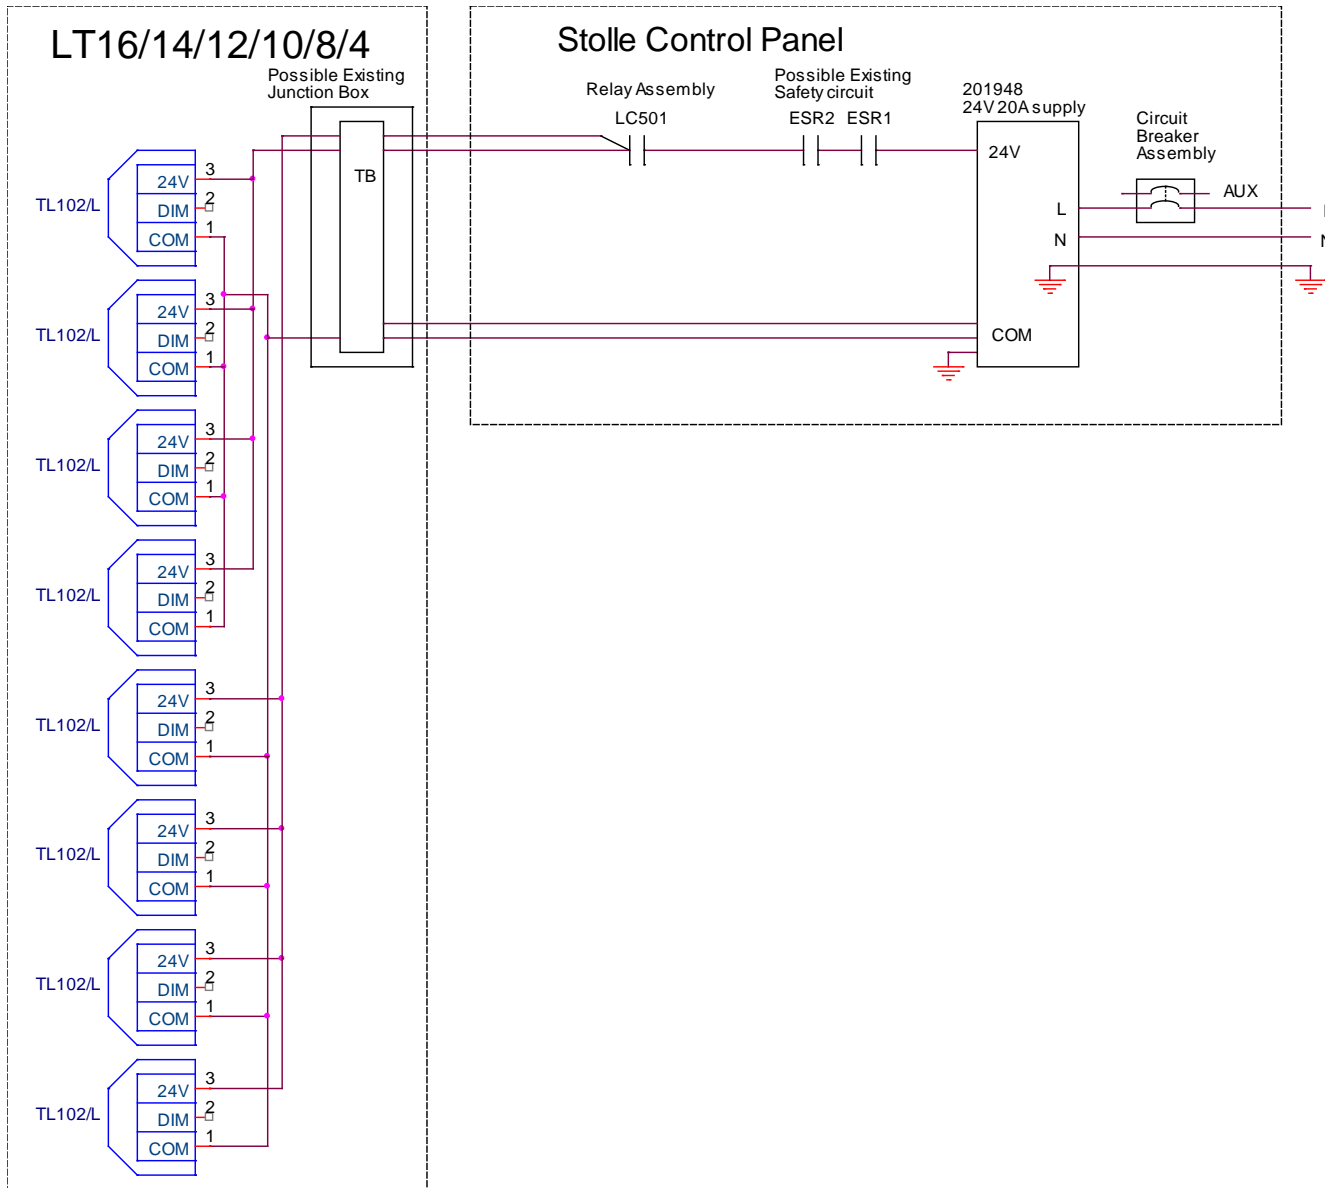 LT16/14/12/10/8/4
Possible Existing
Junction Box
TB
Stolle Control Panel
Relay Assembly
LC501
Possible Existing
Safety circuit
ESR2 ESR1
201948
24V 20A supply
24V
L
N
COM
Circuit
Breaker
Assembly
AUX
TL102/L
24V 3
DIM 2
COM 1
TL102/L
24V 3
DIM 2
COM 1
TL102/L
24V 3
DIM 2
COM 1
TL102/L
24V 3
DIM 2
COM 1
TL102/L
24V 3
DIM 2
COM 1
TL102/L
24V 3
DIM 2
COM 1
TL102/L
24V 3
DIM 2
COM 1
TL102/L
24V 3
DIM 2
COM 1